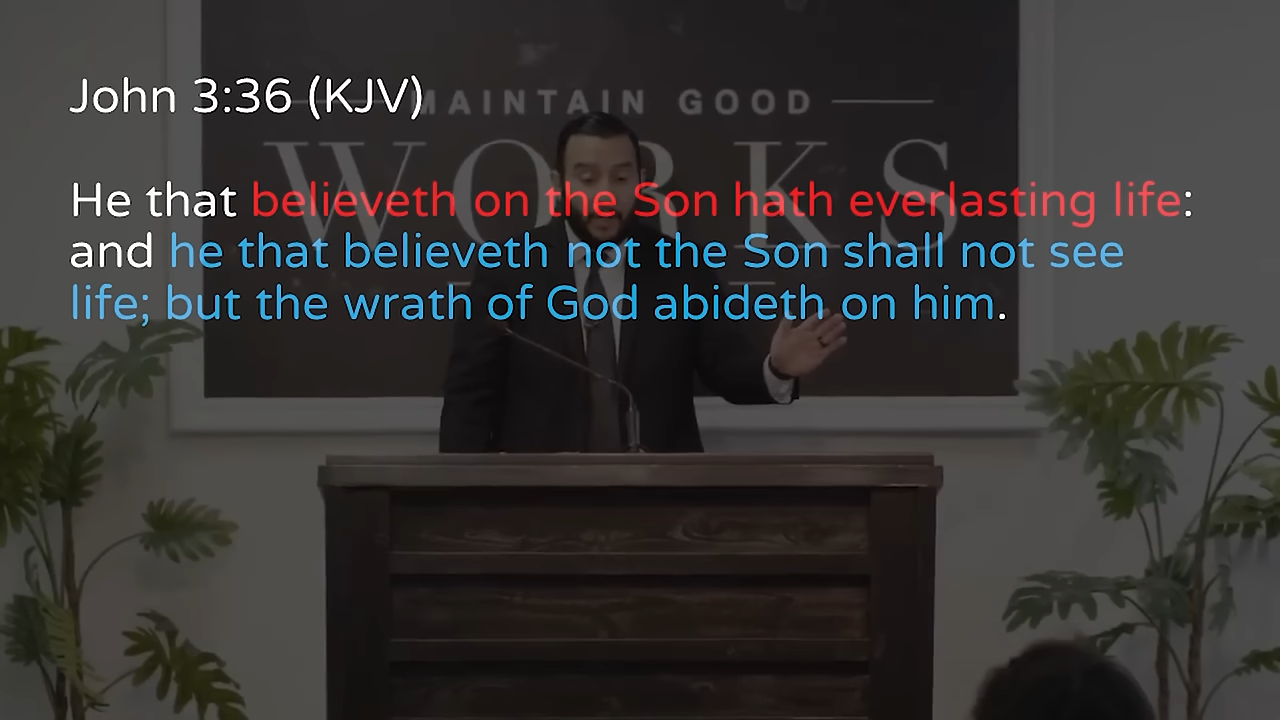 John 3:36 (KJV)
MAINTAIN GOOD
WORKS
He that believeth on the Son hath everlasting life:
and he that believeth not the Son shall not see
life; but the wrath of God abideth on him.